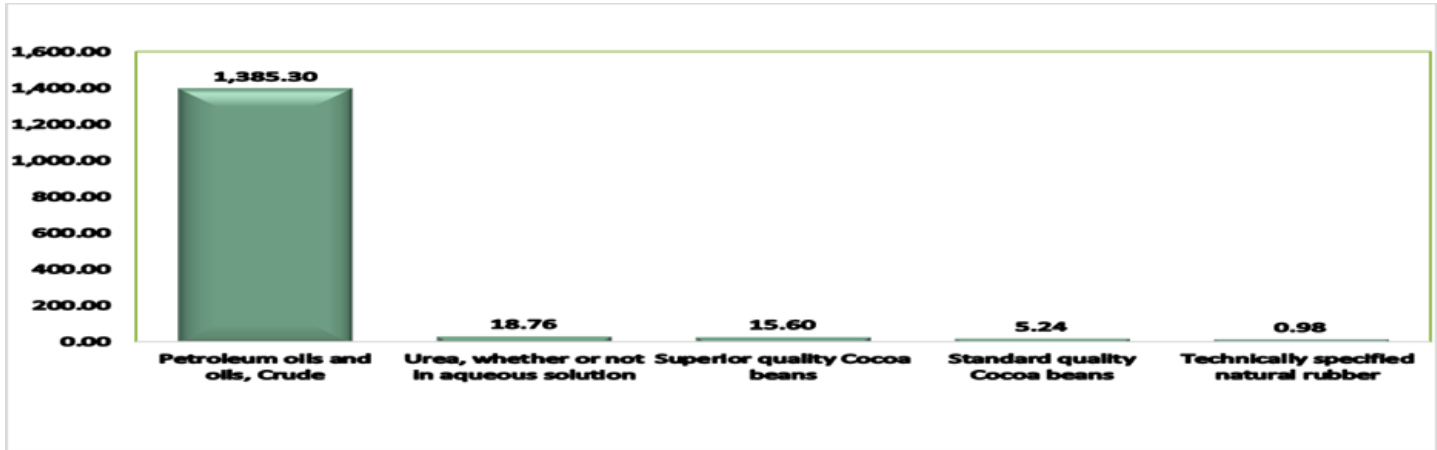 1,600.00
1,400.00
1,200.00
1,000.00
800.00
600.00
400.00
200.00
0.00
1,385.30
18.76
15.60
5.24
0.98
Petroleum oils and
oils, Crude
Urea, whether or not
in aqueous solution
Superior quality Cocoa
beans
Standard quality
Cocoa beans
Technically specified
natural rubber